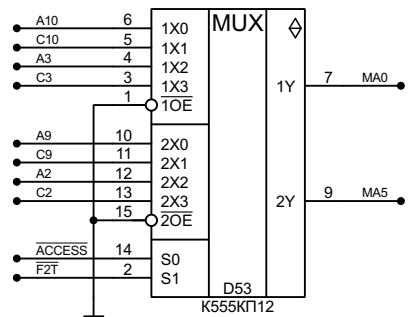 A10 6 1X0 MUX
C10 5 1X1
A3 4 1X2
C3 3 1X3 1Y 7 MA0
1 1OE
A9 10 2X0
C9 11 2X1
A2 12 2X2
C2 13 2X3 2Y 9 MA5
15 2OE
ACCESS 14 S0
F2T 2 S1
D53
К555КП12